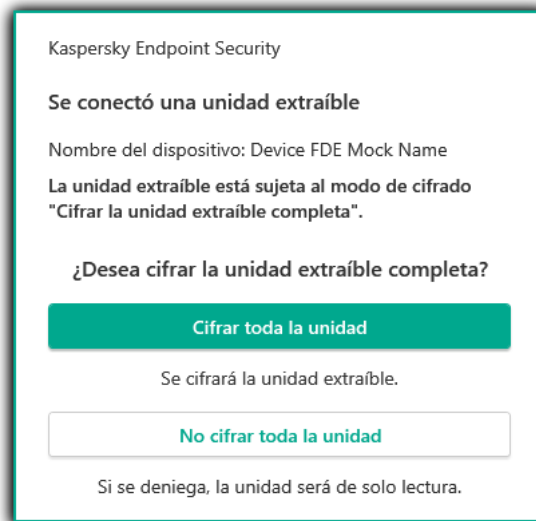 Kaspersky Endpoint Security
Se conectó una unidad extraíble
Nombre del dispositivo: Device FDE Mock Name
La unidad extraíble está sujeta al modo de cifrado
"Cifrar la unidad extraíble completa".
¿Desea cifrar la unidad extraíble completa?
Cifrar toda la unidad
Se cifrará la unidad extraíble.
No cifrar toda la unidad
Si se deniega, la unidad será de solo lectura.